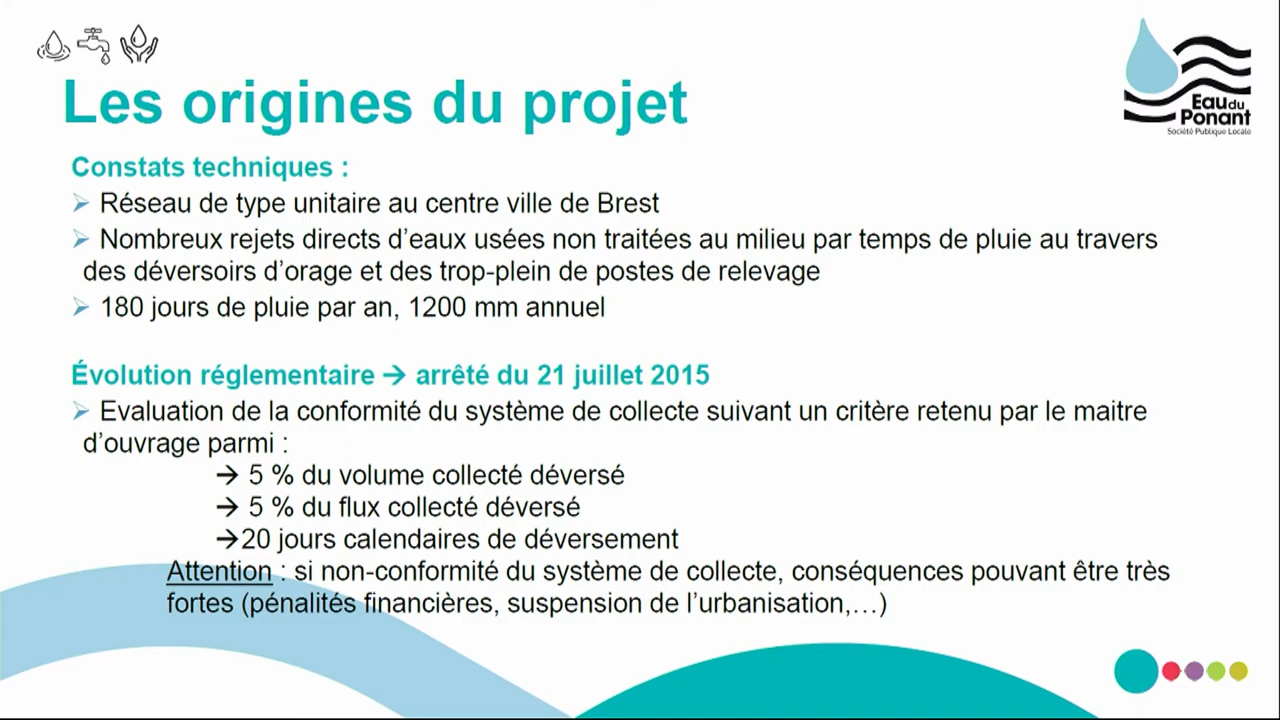 Les origines du projet
Eau du
Ponant
Société Publique Locale
Constats techniques :
➢ Réseau de type unitaire au centre ville de Brest
➢ Nombreux rejets directs d’eaux usées non traitées au milieu par temps de pluie au travers
des déversoirs d’orage et des trop-plein de postes de relevage
➢ 180 jours de pluie par an, 1200 mm annuel
Évolution réglementaire → arrêté du 21 juillet 2015
➢ Evaluation de la conformité du système de collecte suivant un critère retenu par le maitre
d’ouvrage parmi :
→ 5 % du volume collecté déversé
→ 5 % du flux collecté déversé
→20 jours calendaires de déversement
Attention : si non-conformité du système de collecte, conséquences pouvant être très
fortes (pénalités financières, suspension de l’urbanisation,…)